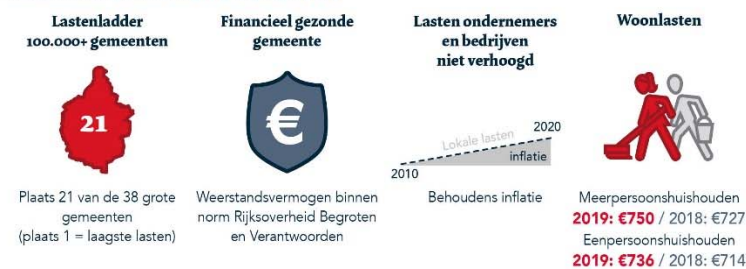 Lastenladder
100.000+ gemeenten
21
Plaats 21 van de 38 grote
gemeenten
(plaats 1 = laagste lasten)
Financieel gezonde
gemeente
€
Weerstandsvermogen binnen
norm Rijksoverheid Begroten
en Verantwoorden
Lasten ondernemers
en bedrijven
niet verhoogd
2020
Lokale lasten
inflatie
2010
Behoudens inflatie
Woonlasten
Meerpersoonshuishouden
2019: €750 / 2018: €727
Eenpersoonshuishouden
2019: €736 / 2018: €714